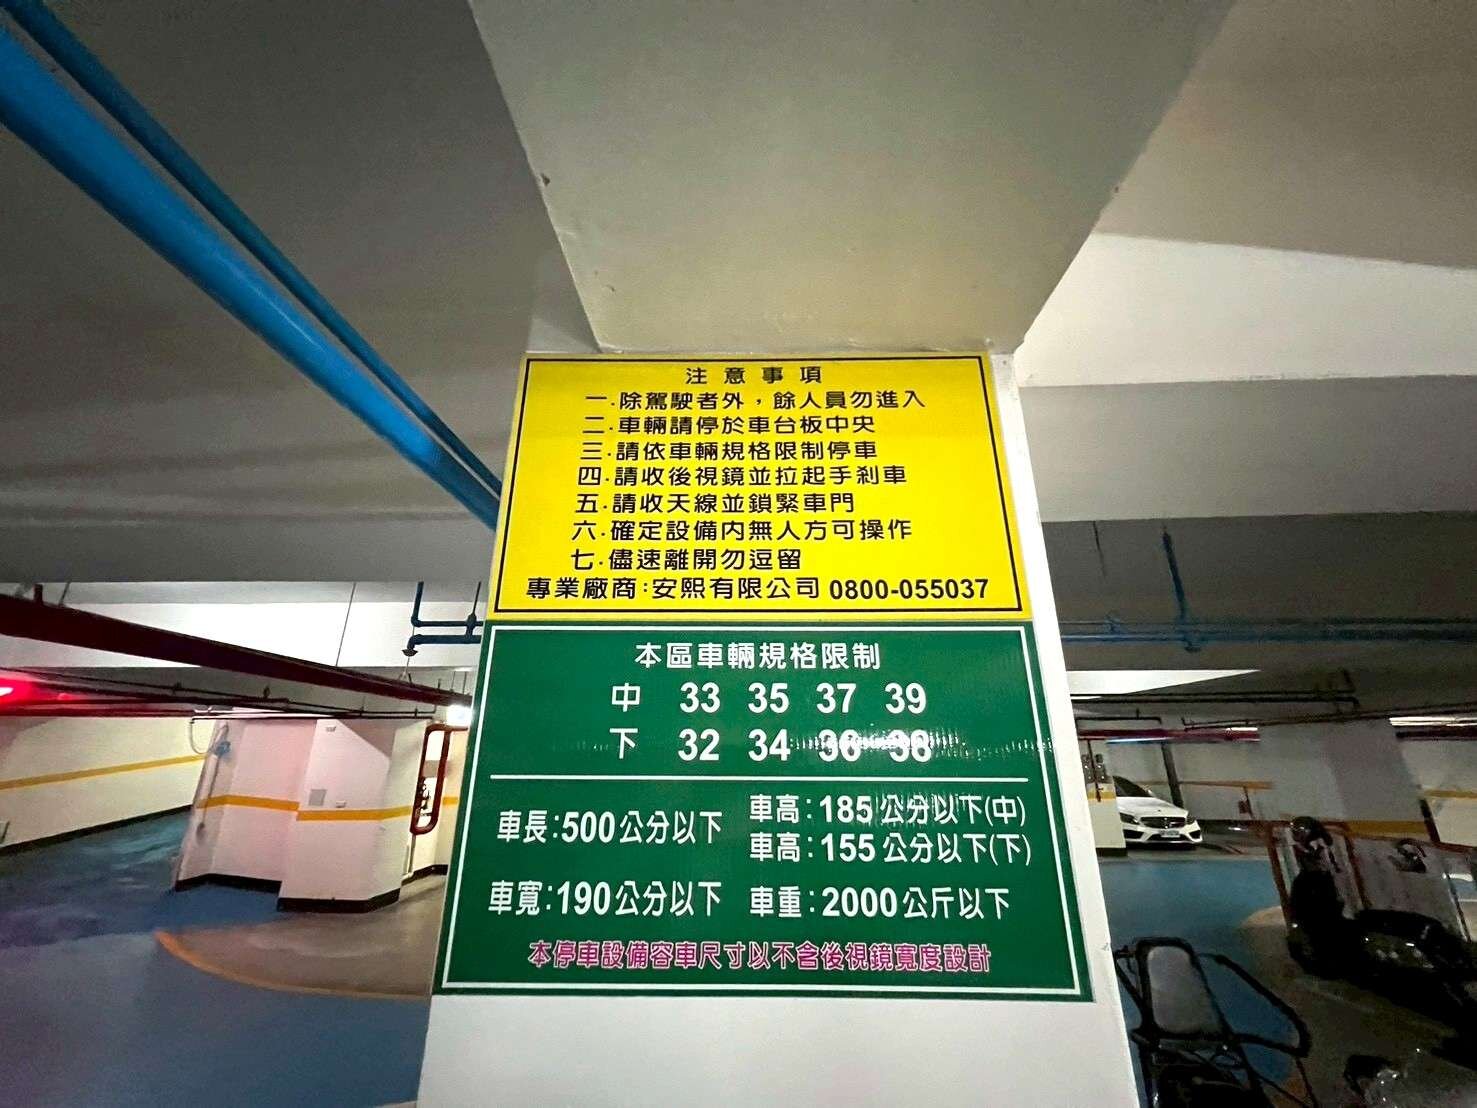 注意事項
一.除駕駛者外，餘人員勿進入
二.車輛請停於車台板中央
三.請依車輛規格限制停車
四.請收後視鏡並拉起手剎車
五.請收天線並鎖緊車門
六.確定設備內無人方可操作
七.儘速離開勿逗留
專業廠商:安熙有限公司 0800-055037
本區車輛規格限制
中 33 35 37 39
下 32 34 36 38
車長:500公分以下 車高:185公分以下(中)
車高:155公分以下(下)
車寬:190公分以下 車重:2000公斤以下
本停車設備容車尺寸以不含後視鏡寬度設計